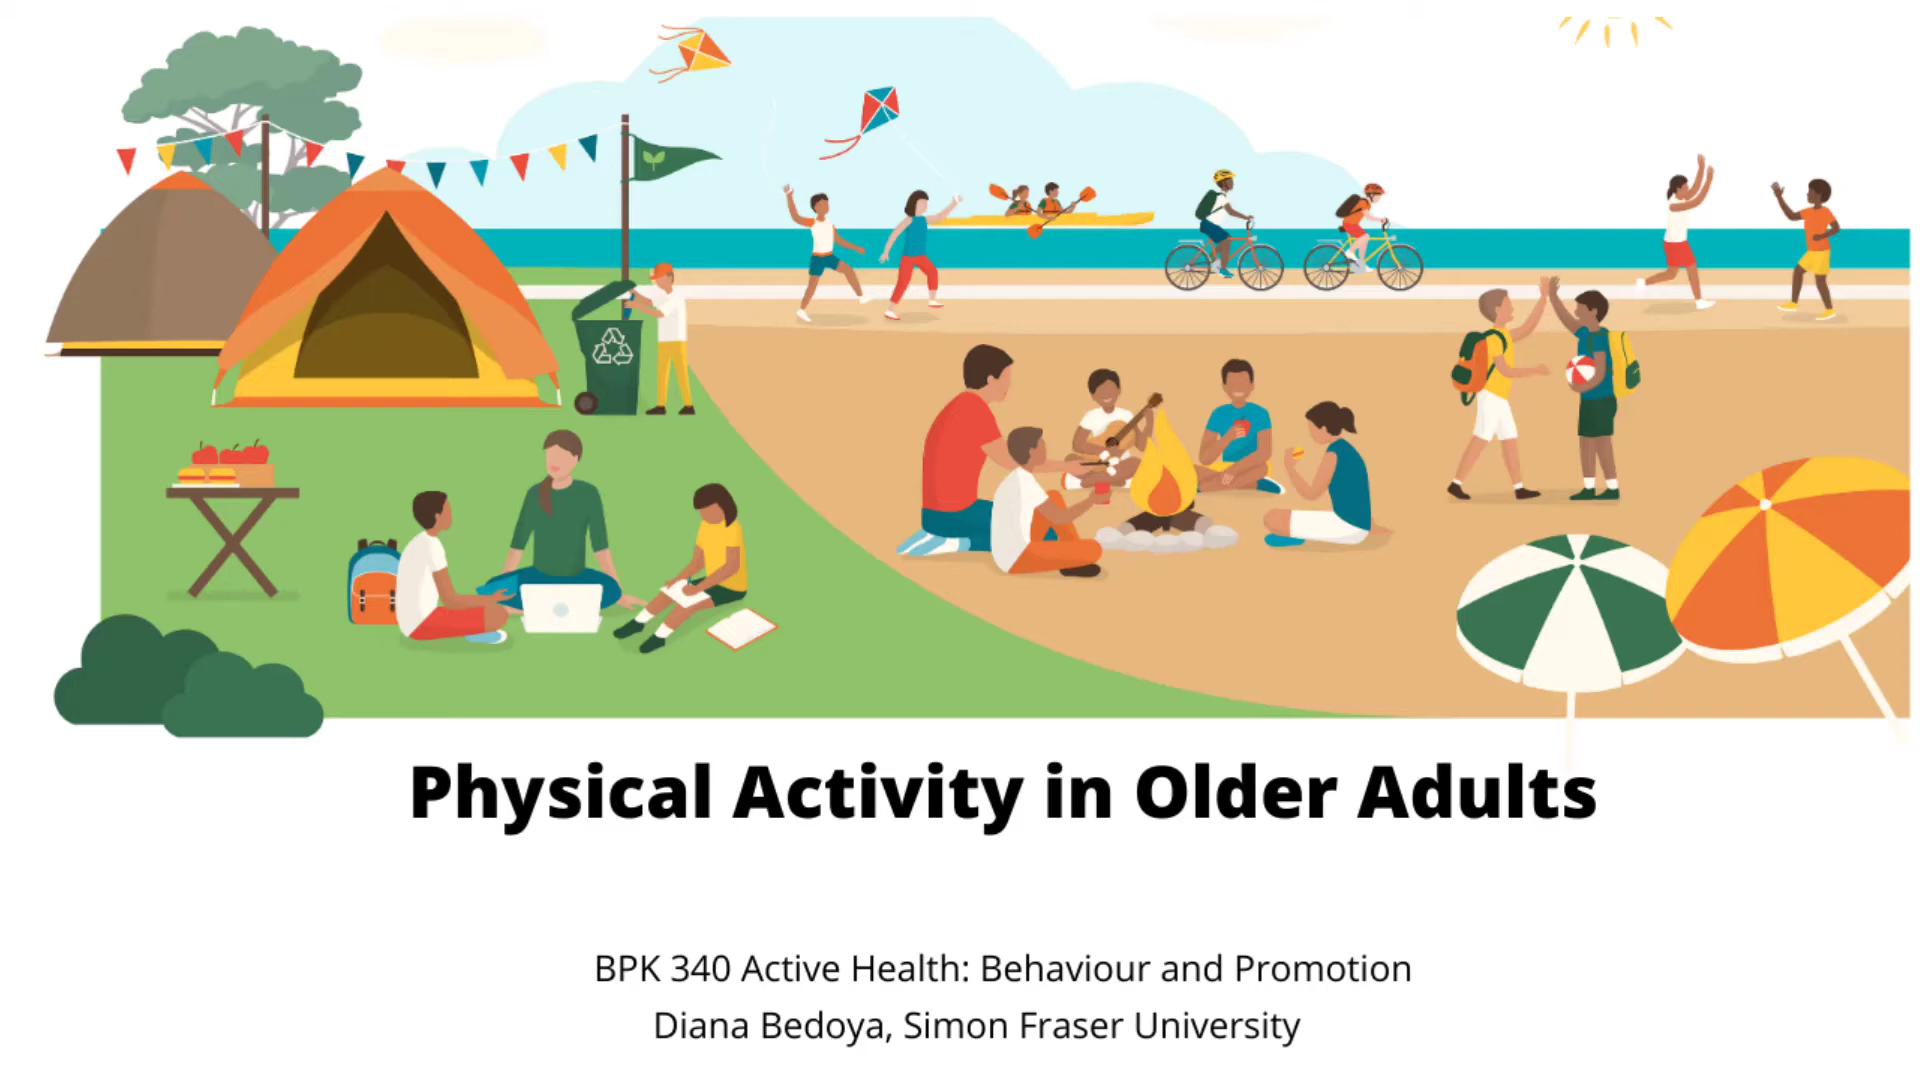 Physical Activity in Older Adults
BPK 340 Active Health: Behaviour and Promotion
Diana Bedoya, Simon Fraser University